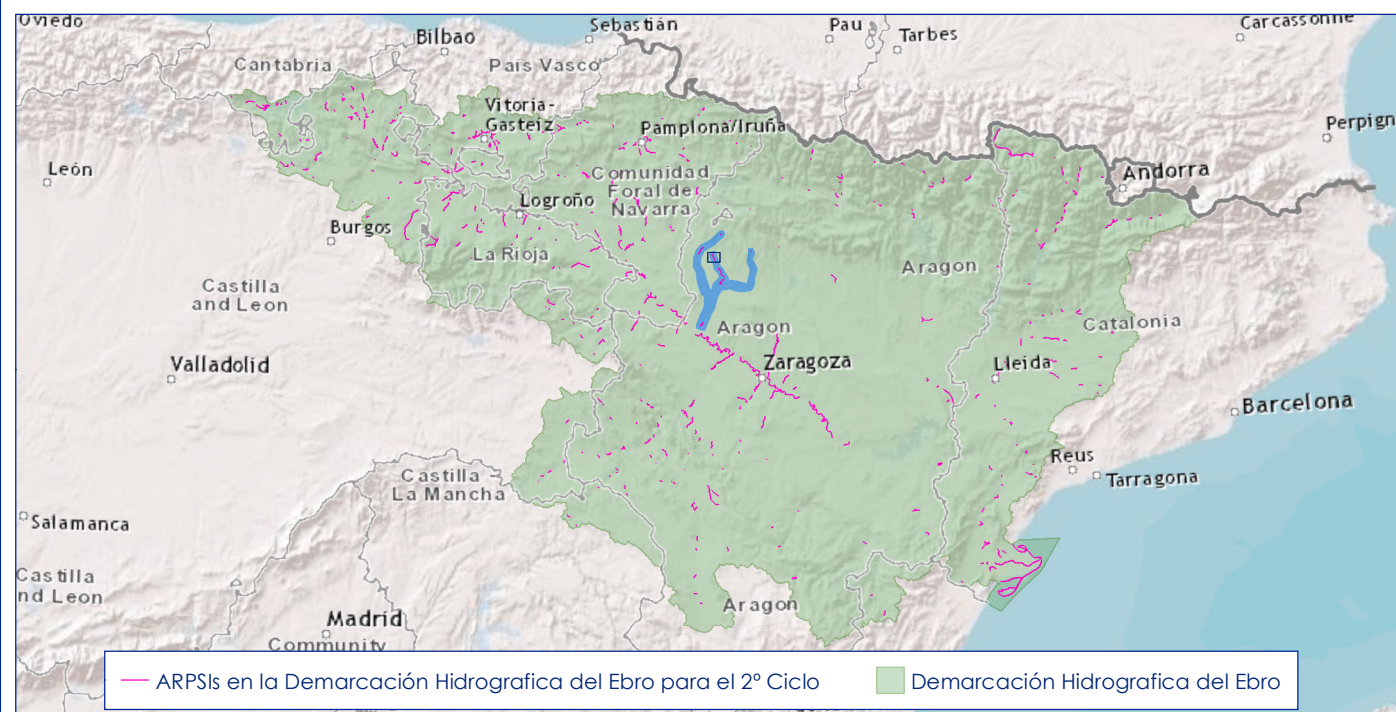 Oviedo
Sebastián
Pau
Carcassonne
Bilbao
Tarbes
Cantabria
País Vasco
Vitoria-
Gasteiz
Pamplona/Iruña
Perpign
León
Comunidad
Foral de
Navarra
Andorra
Logroño
Burgos
La Rioja
Aragon
Castilla
and Leon
Aragon
Catalonia
Valladolid
Zaragoza
Lleida
Barcelona
Reus
Castilla
La Mancha
Tarragona
Salamanca
Castilla
nd Leon
Aragon
Madrid
Community
ARPSIs en la Demarcación Hidrografica del Ebro para el 2º Ciclo
Demarcación Hidrografica del Ebro